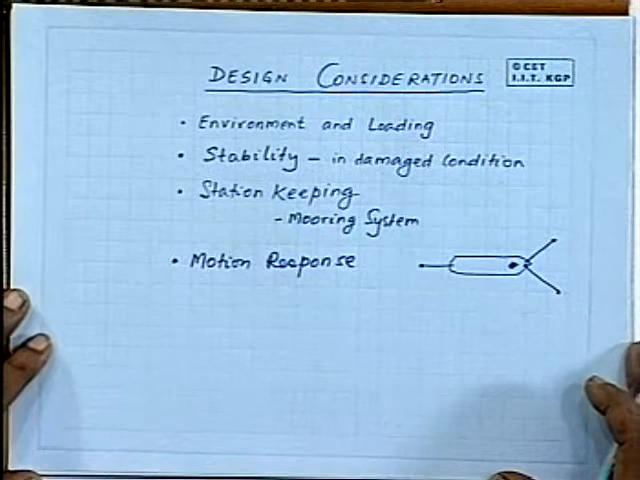 DESIGN CONSIDERATIONS
© CET
I.I.T. KGP
• Environment and Loading
• Stability – in damaged Condition
• Station Keeping
- Mooring System
• Motion Response